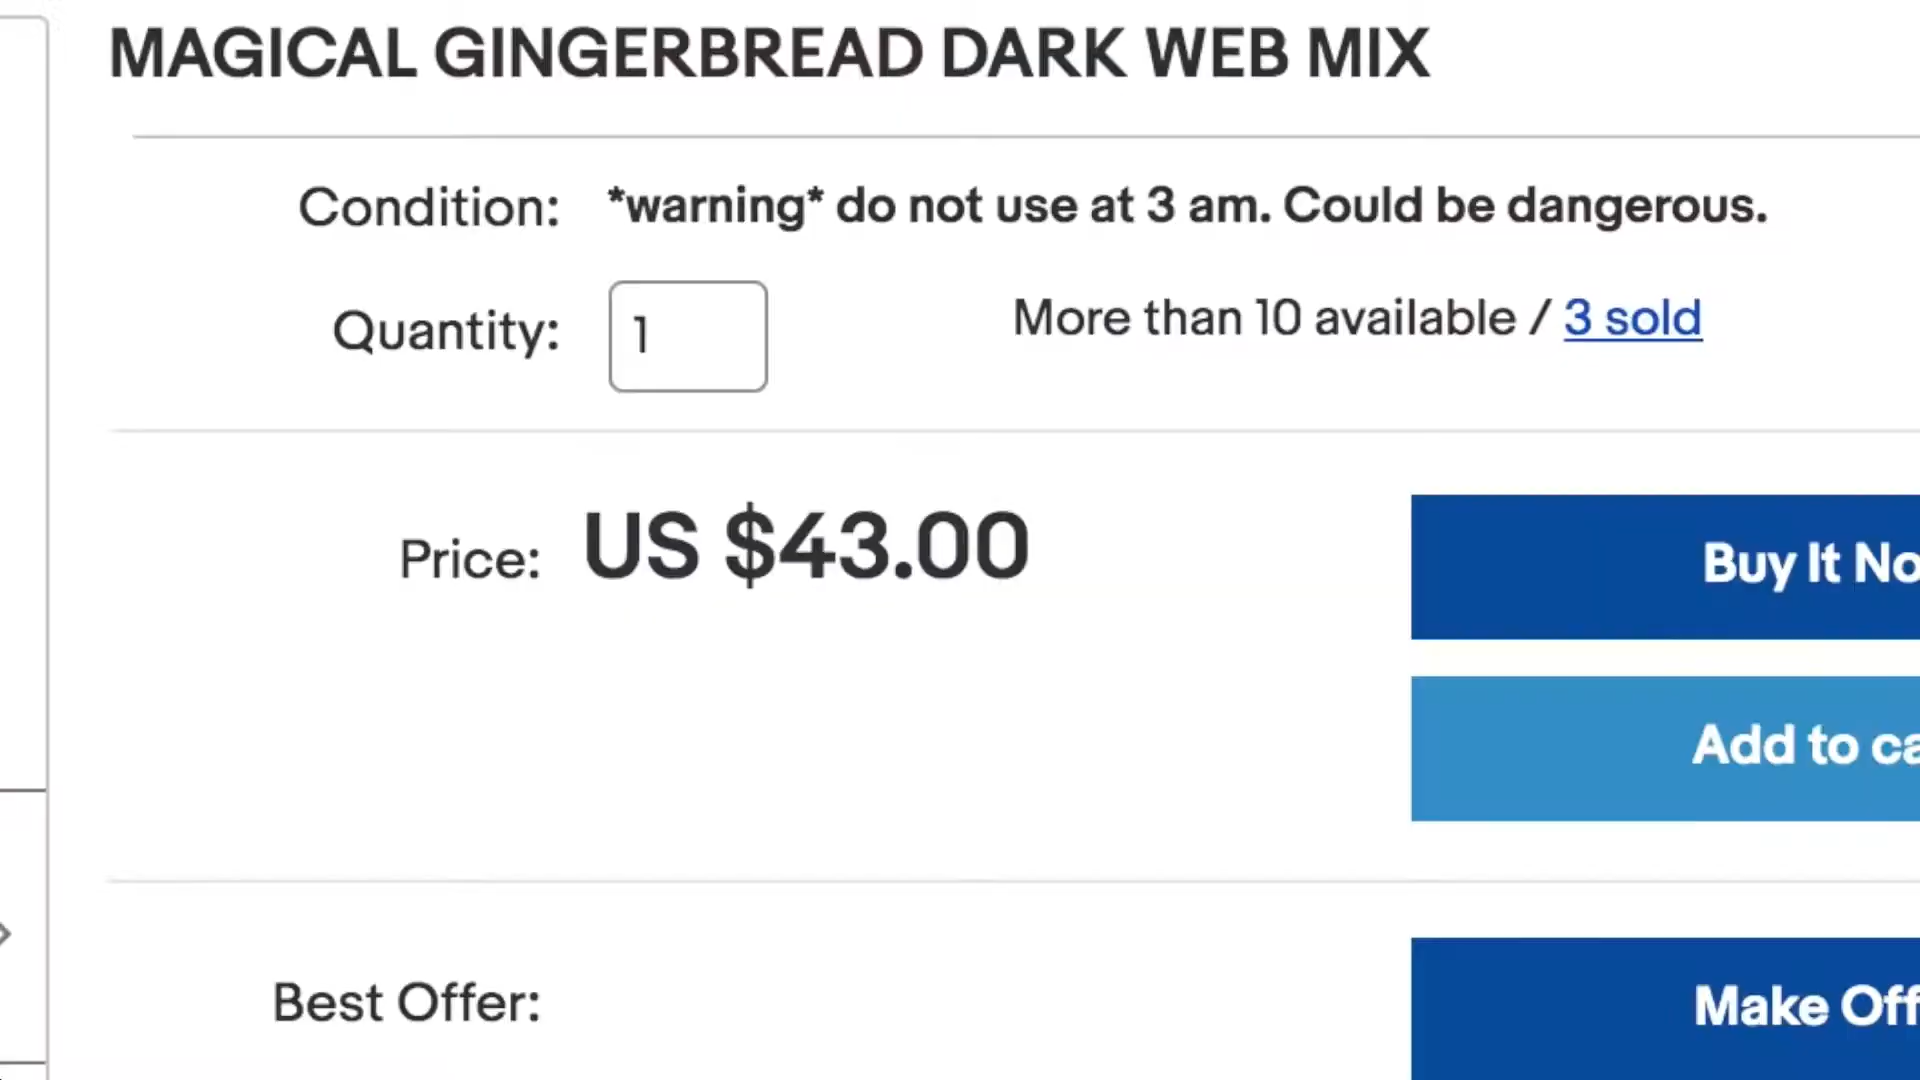 MAGICAL GINGERBREAD DARK WEB MIX
Condition: *warning* do not use at 3 am. Could be dangerous.
Quantity: 1 More than 10 available / 3 sold
Price: US $43.00
Buy It No
Add to ca
Best Offer: Make Off